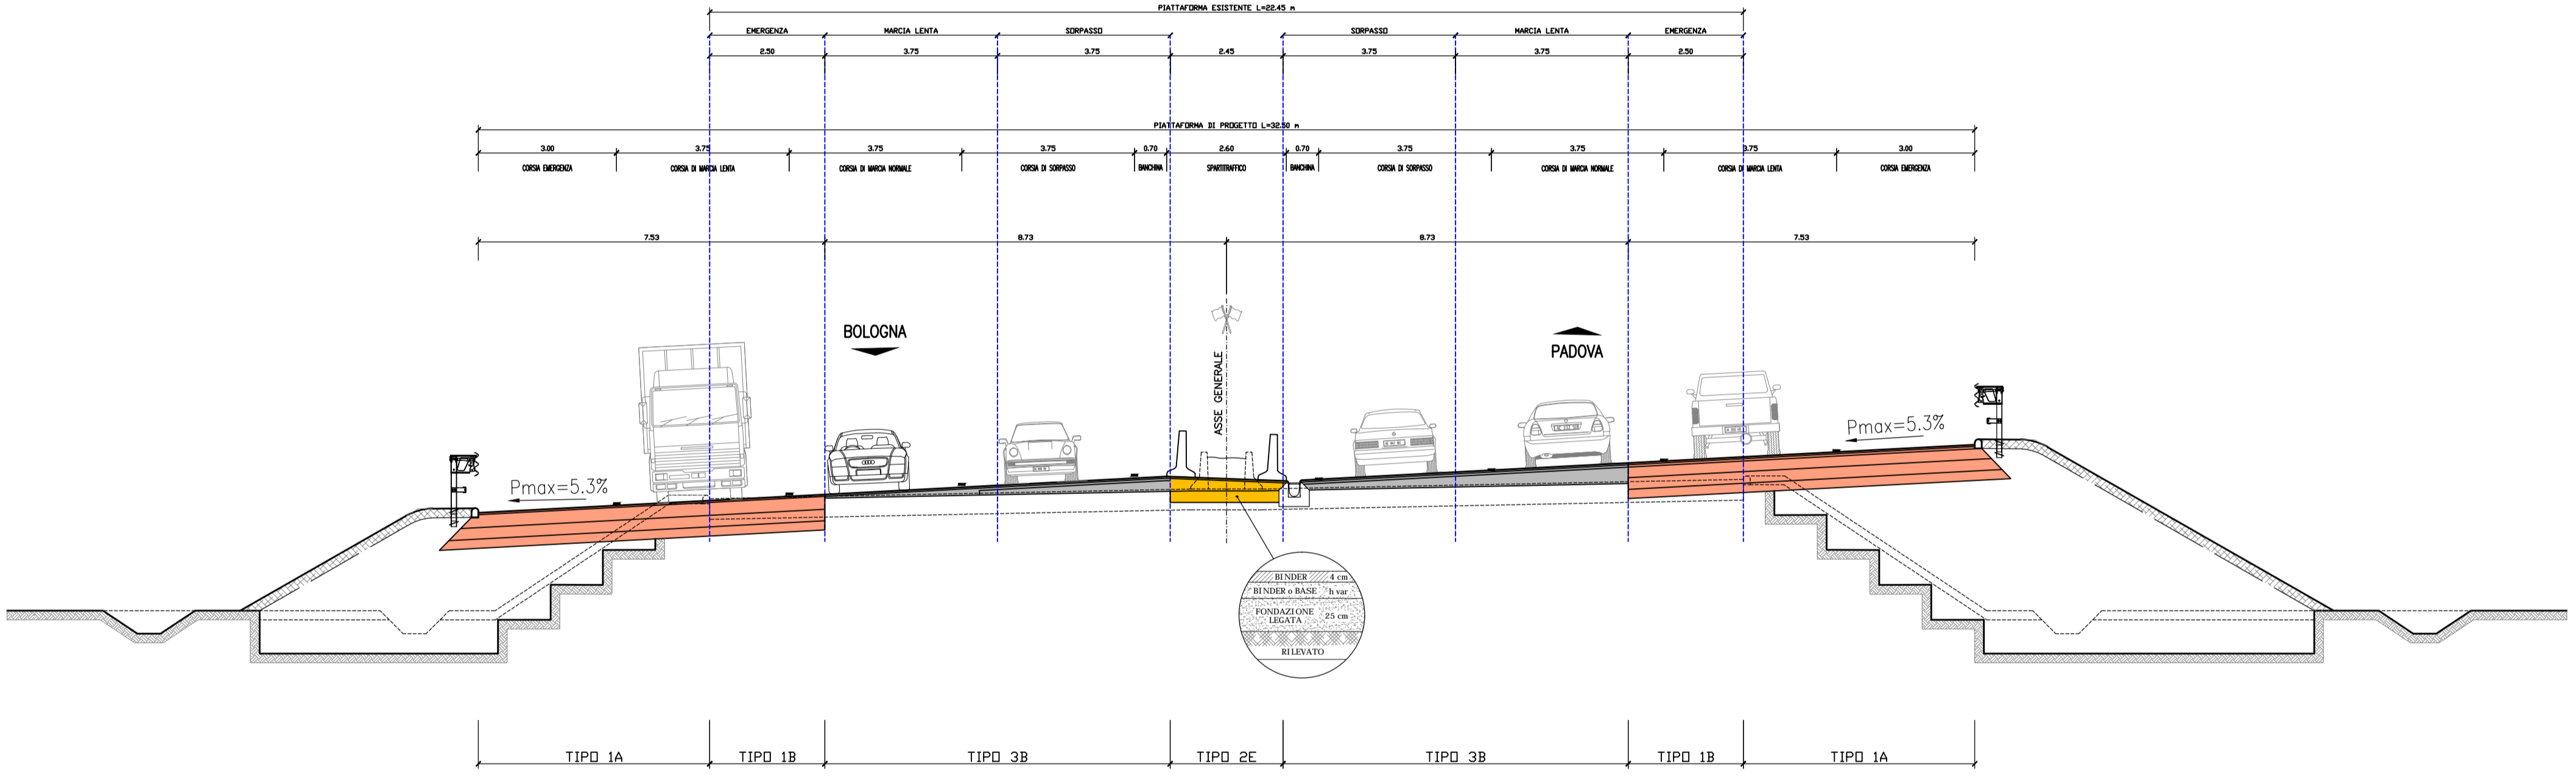 PIATTAFORMA ESISTENTE L=22.45 m
EMERGENZA MARCIA LENTA SORPASSO SORPASSO MARCIA LENTA EMERGENZA
2.50 3.75 3.75 2.45 3.75 3.75 2.50
PIATTAFORMA DI PROGETTO L=32.50 m
3.00 3.75 3.75 3.75 0.70 2.60 0.70 3.75 3.75 3.75 3.00
CORSIA EMERGENZA CORSIA DI MARCIA LENTA CORSIA DI MARCIA NORMALE CORSIA DI SORPASSO BANCHINA SPARTITRAFFICO BANCHINA CORSIA DI SORPASSO CORSIA DI MARCIA NORMALE CORSIA DI MARCIA LENTA CORSIA EMERGENZA
7.53 8.73 8.73 7.53
BOLOGNA
PADOVA
ASSE GENERALE
Pmax=5.3%
Pmax=5.3%
BINDER 4 cm
BINDER o BASE h var
FONDAZIONE LEGATA 25 cm
RILEVATO
TIPO 1A TIPO 1B TIPO 3B TIPO 2E TIPO 3B TIPO 1B TIPO 1A